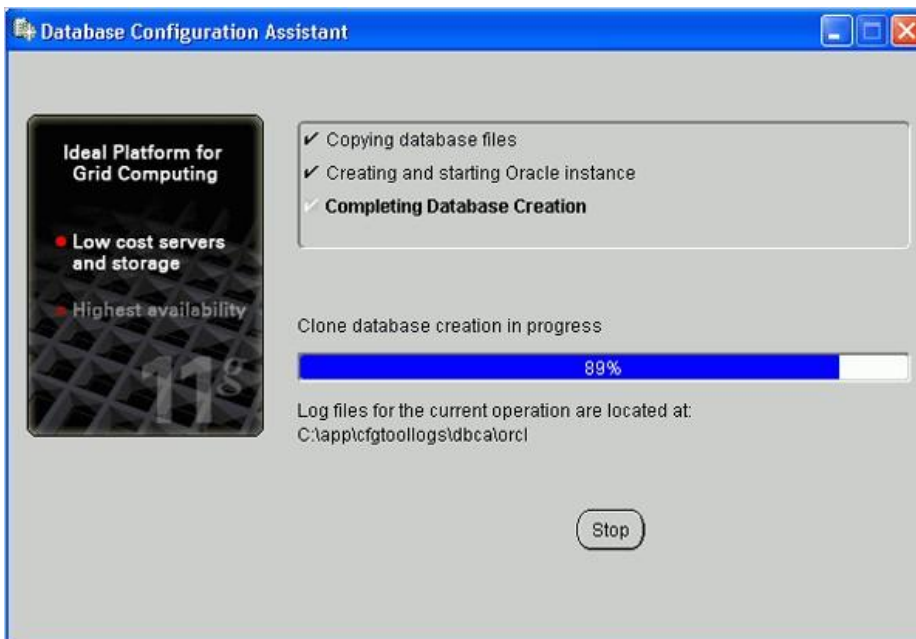 Database Configuration Assistant
Ideal Platform for
Grid Computing
Low cost servers
and storage
Highest availability
11g
Copying database files
Creating and starting Oracle instance
Completing Database Creation
Clone database creation in progress
89%
Log files for the current operation are located at:
C:\app\cfgtoollogs\dbca\orcl
Stop